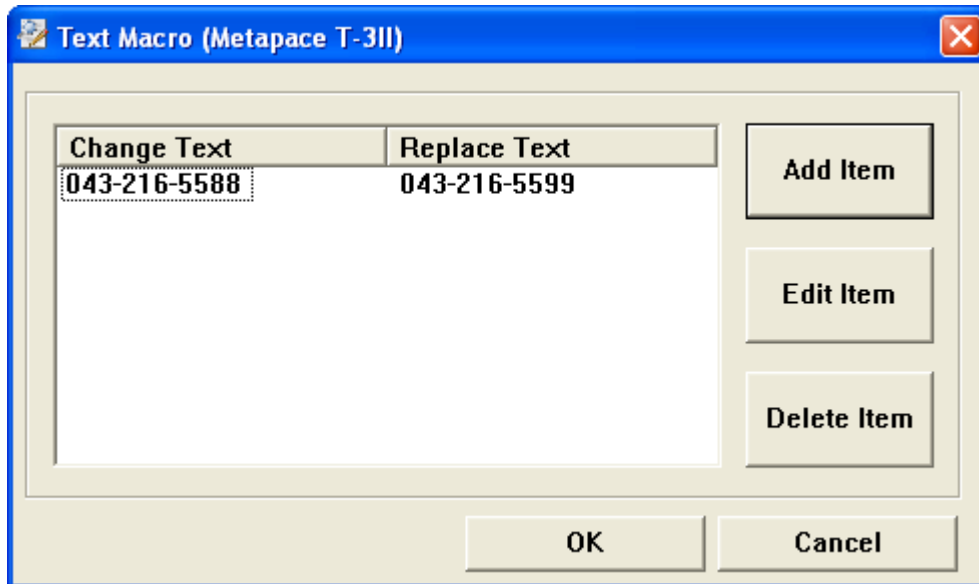 Text Macro (Metapace T-3II)
Change Text Replace Text
043-216-5588 043-216-5599
Add Item
Edit Item
Delete Item
OK Cancel